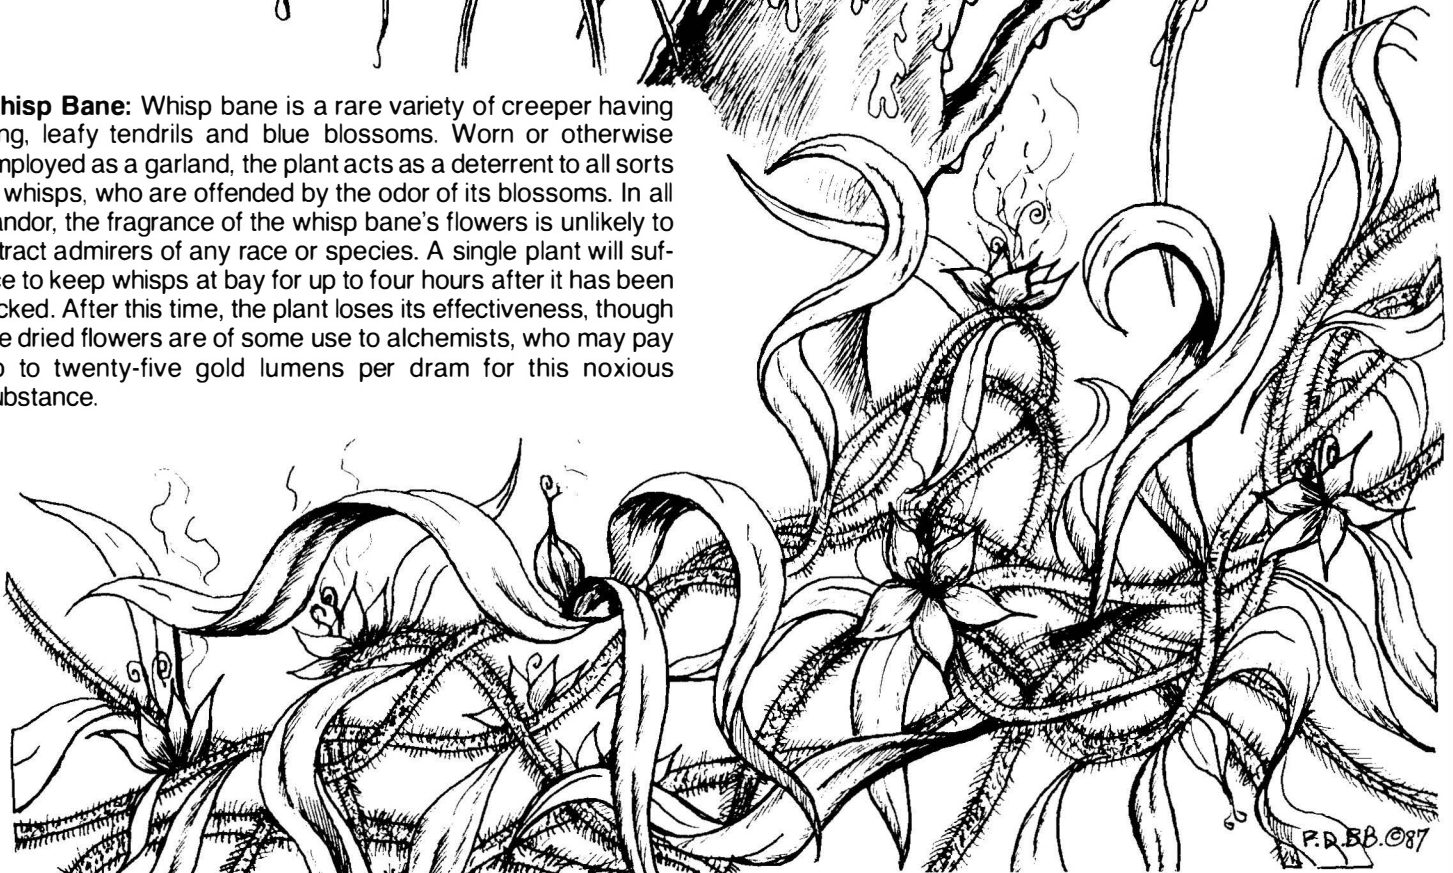 hisp Bane: Whisp bane is a rare variety of creeper having
ng, leafy tendrils and blue blossoms. Worn or otherwise
mployed as a garland, the plant acts as a deterrent to all sorts
whisps, who are offended by the odor of its blossoms. In all
andor, the fragrance of the whisp bane's flowers is unlikely to
tract admirers of any race or species. A single plant will suf-
ce to keep whisps at bay for up to four hours after it has been
cked. After this time, the plant loses its effectiveness, though
e dried flowers are of some use to alchemists, who may pay
o to twenty-five gold lumens per dram for this noxious
ubstance.
P.D.BB.©87